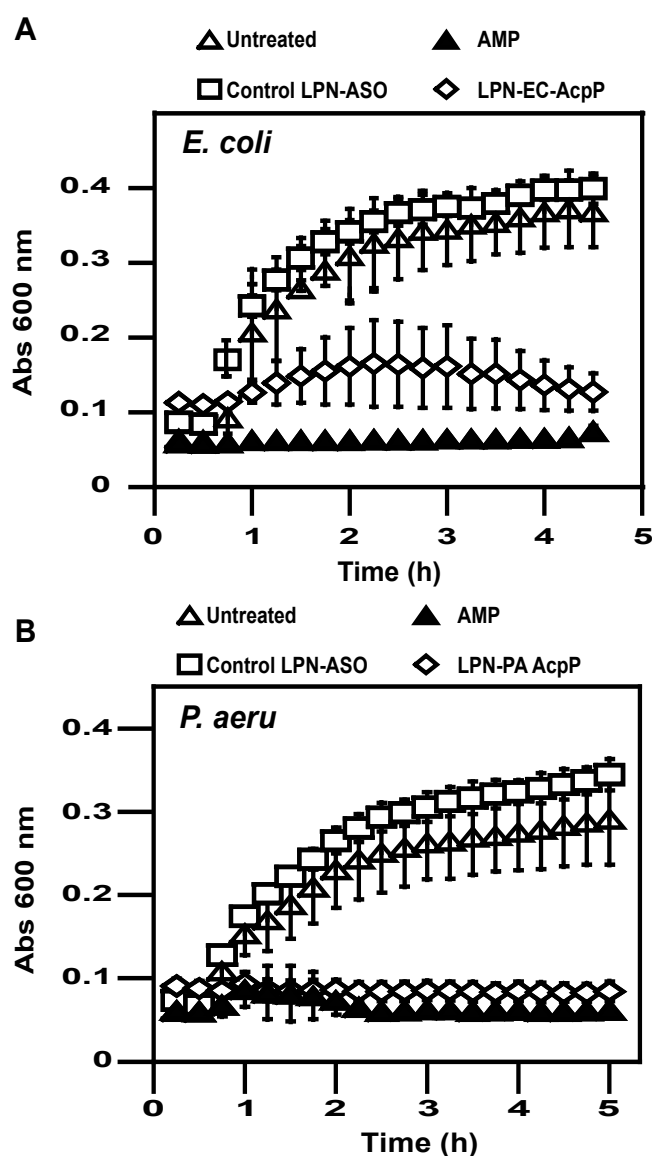 A
Untreated AMP
Control LPN-ASO LPN-EC-AcpP
E. coli
0.4
0.3
0.2
0.1
0
Abs 600 nm
0 1 2 3 4 5
Time (h)
B
Untreated AMP
Control LPN-ASO LPN-PA AcpP
P. aeru
0.4
0.3
0.2
0.1
0
Abs 600 nm
0 1 2 3 4 5
Time (h)